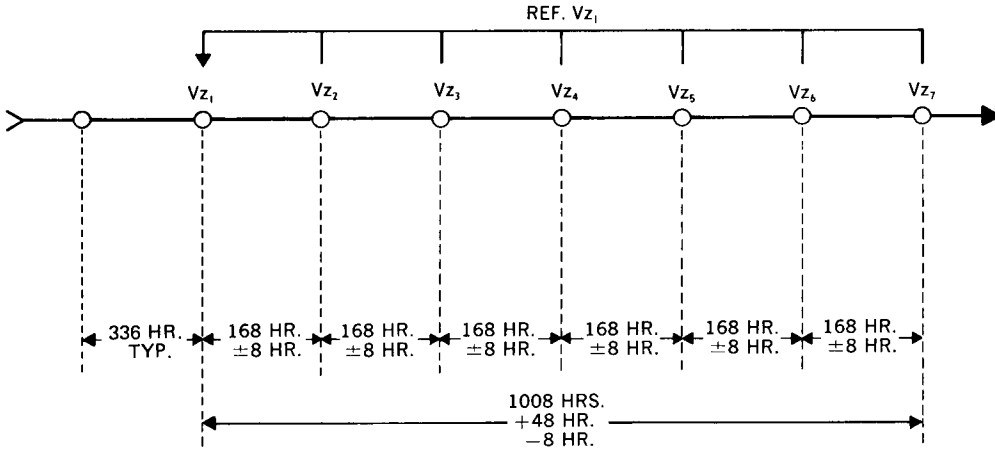 REF. Vz₁
Vz₁ Vz₂ Vz₃ Vz₄ Vz₅ Vz₆ Vz₇
336 HR. 168 HR. 168 HR. 168 HR. 168 HR. 168 HR. 168 HR.
TYP. ±8 HR. ±8 HR. ±8 HR. ±8 HR. ±8 HR. ±8 HR.
1008 HRS.
+48 HR.
−8 HR.